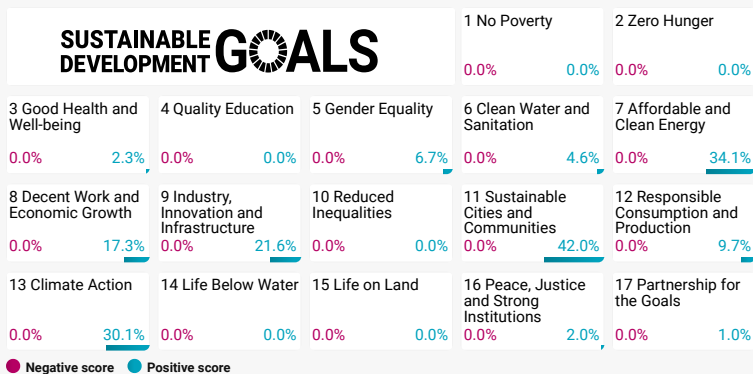 SUSTAINABLE
DEVELOPMENT
GOALS
1 No Poverty
0.0% 0.0%
2 Zero Hunger
0.0% 0.0%
3 Good Health and
Well-being
0.0% 2.3%
4 Quality Education
0.0% 0.0%
5 Gender Equality
0.0% 6.7%
6 Clean Water and
Sanitation
0.0% 4.6%
7 Affordable and
Clean Energy
0.0% 34.1%
8 Decent Work and
Economic Growth
0.0% 17.3%
9 Industry,
Innovation and
Infrastructure
0.0% 21.6%
10 Reduced
Inequalities
0.0% 0.0%
11 Sustainable
Cities and
Communities
0.0% 42.0%
12 Responsible
Consumption and
Production
0.0% 9.7%
13 Climate Action
0.0% 30.1%
14 Life Below Water
0.0% 0.0%
15 Life on Land
0.0% 0.0%
16 Peace, Justice
and Strong
Institutions
0.0% 2.0%
17 Partnership for
the Goals
0.0% 1.0%
Negative score Positive score